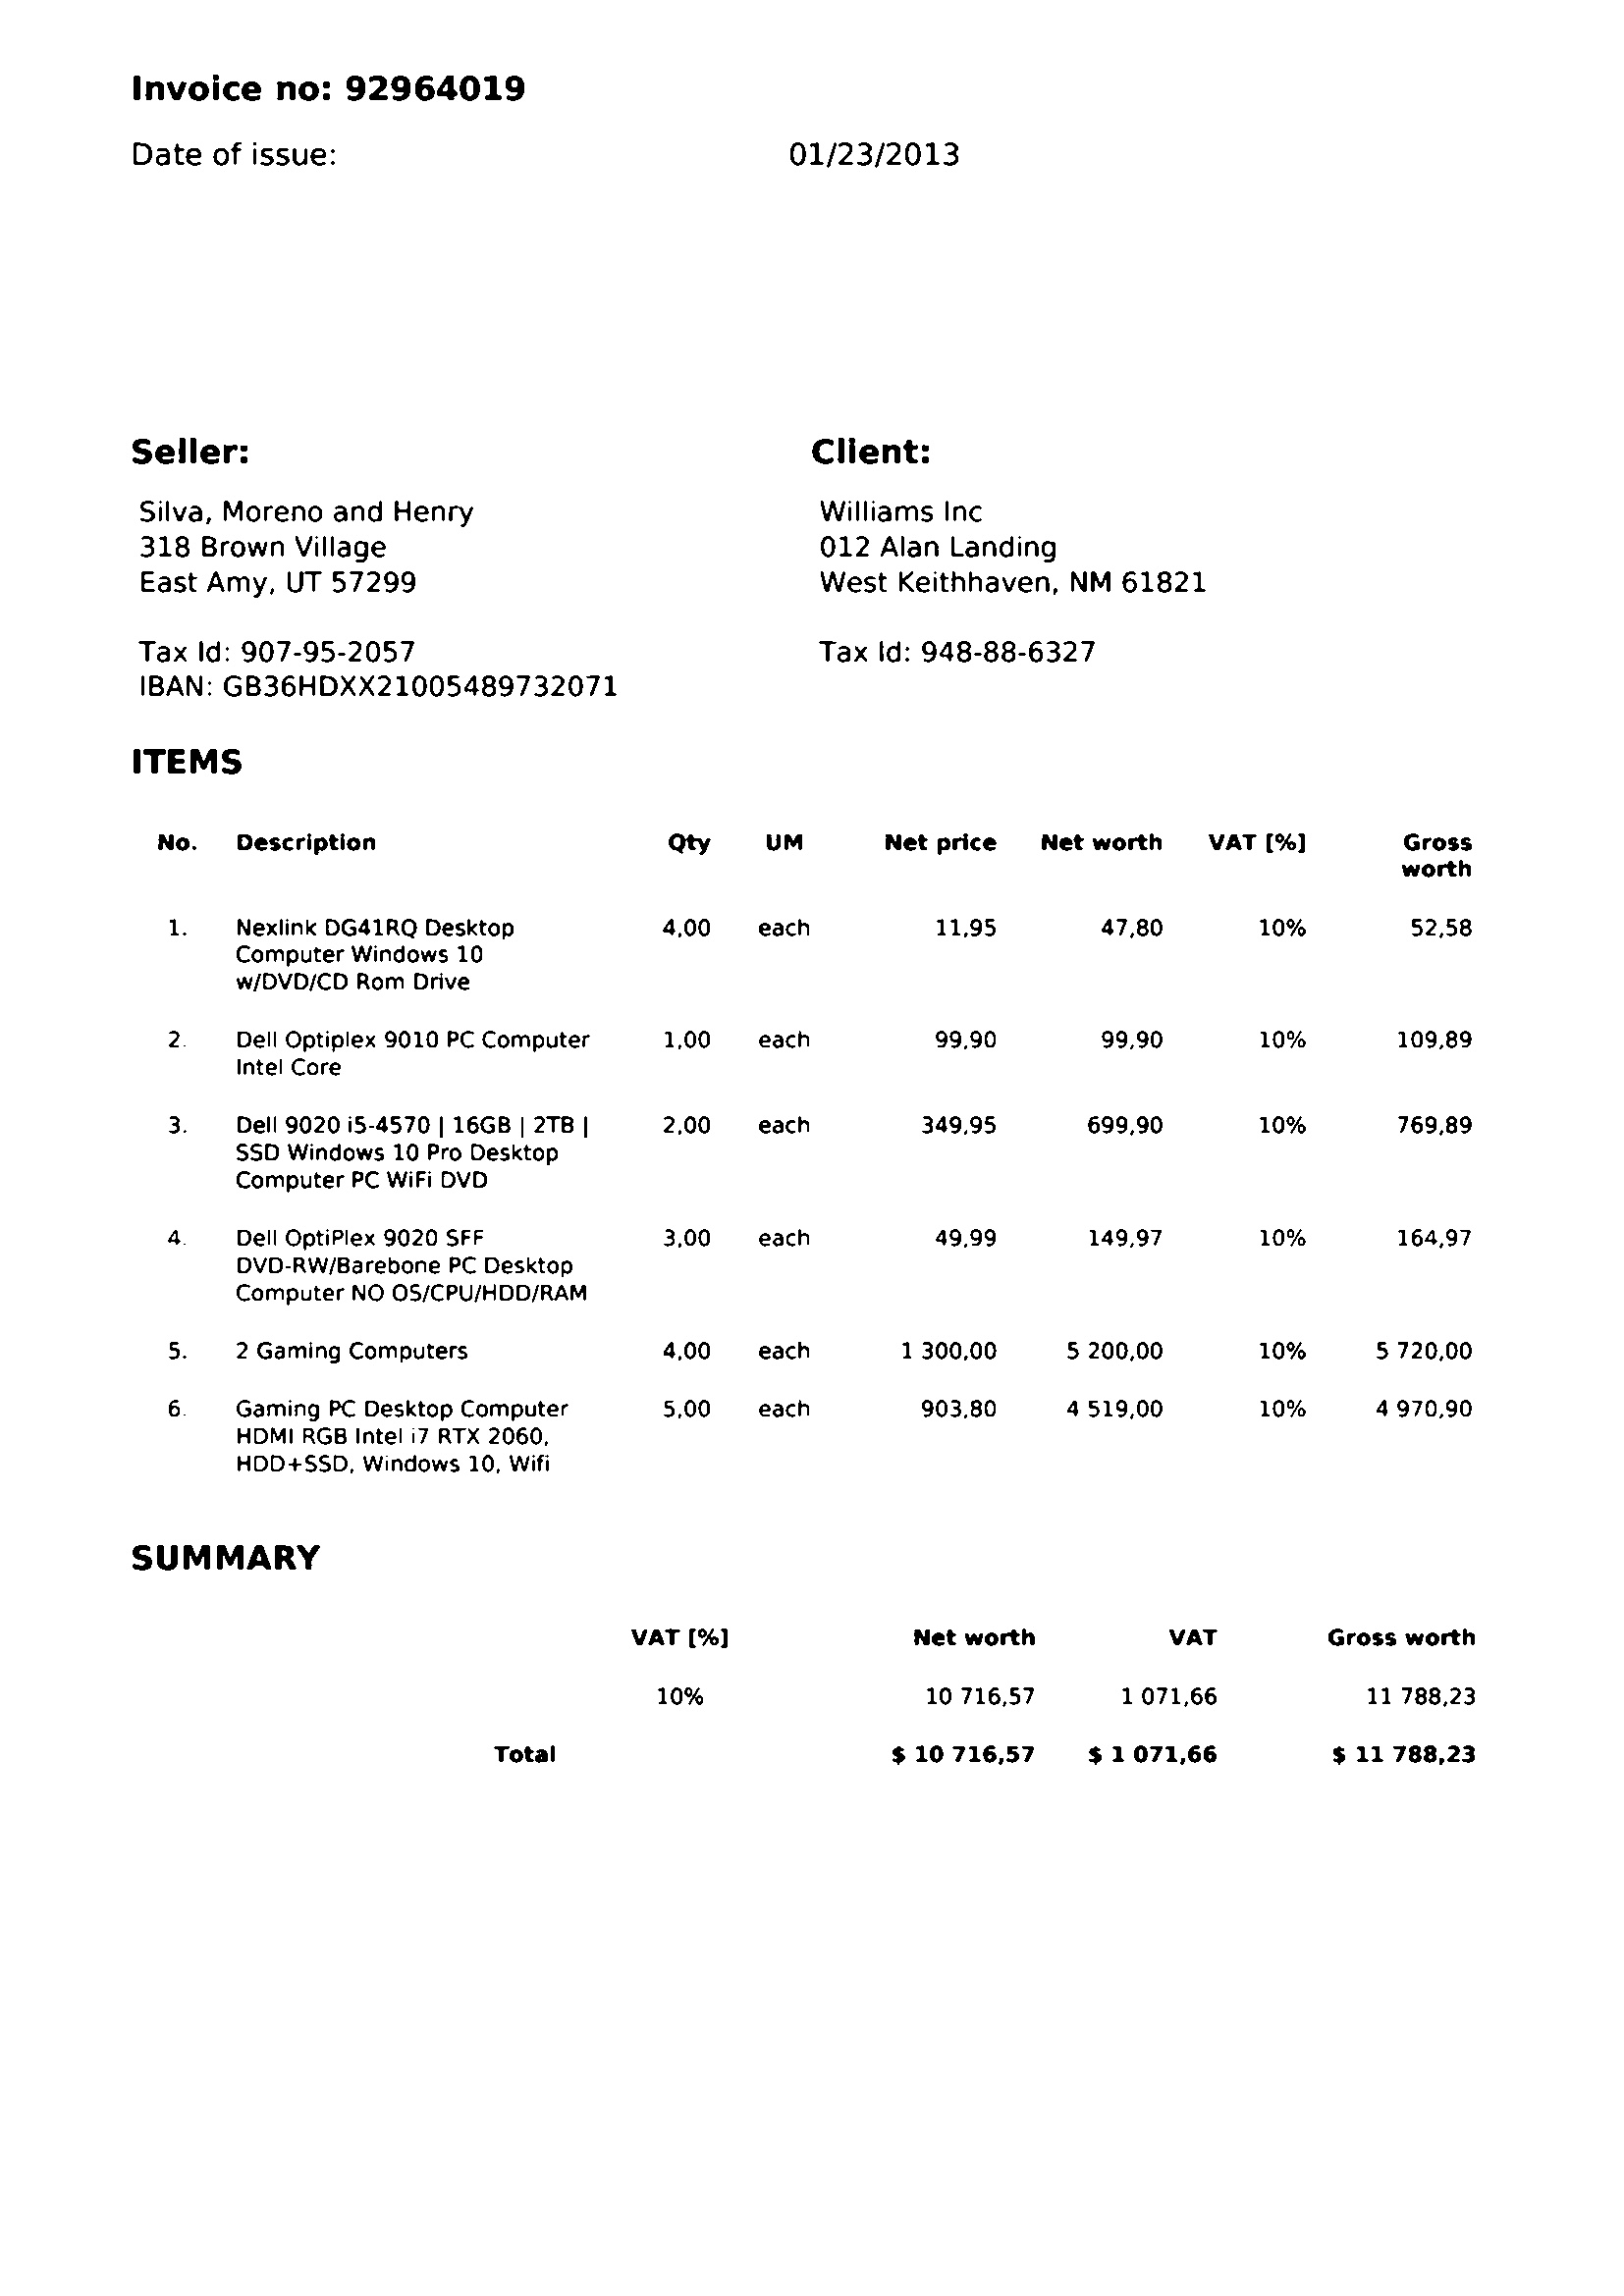 Invoice no: 92964019
Date of issue: 01/23/2013
Seller:
Silva, Moreno and Henry
318 Brown Village
East Amy, UT 57299
Tax Id: 907-95-2057
IBAN: GB36HDXX21005489732071
Client:
Williams Inc
012 Alan Landing
West Keithhaven, NM 61821
Tax Id: 948-88-6327
ITEMS
No. Description Qty UM Net price Net worth VAT [%] Gross
worth
1. Nexlink DG41RQ Desktop 4,00 each 11,95 47,80 10% 52,58
Computer Windows 10
w/DVD/CD Rom Drive
2. Dell Optiplex 9010 PC Computer 1,00 each 99,90 99,90 10% 109,89
Intel Core
3. Dell 9020 i5-4570 | 16GB | 2TB | 2,00 each 349,95 699,90 10% 769,89
SSD Windows 10 Pro Desktop
Computer PC WiFi DVD
4. Dell OptiPlex 9020 SFF 3,00 each 49,99 149,97 10% 164,97
DVD-RW/Barebone PC Desktop
Computer NO OS/CPU/HDD/RAM
5. 2 Gaming Computers 4,00 each 1 300,00 5 200,00 10% 5 720,00
6. Gaming PC Desktop Computer 5,00 each 903,80 4 519,00 10% 4 970,90
HDMI RGB Intel i7 RTX 2060,
HDD+SSD, Windows 10, Wifi
SUMMARY
VAT [%] Net worth VAT Gross worth
10% 10 716,57 1 071,66 11 788,23
Total $ 10 716,57 $ 1 071,66 $ 11 788,23